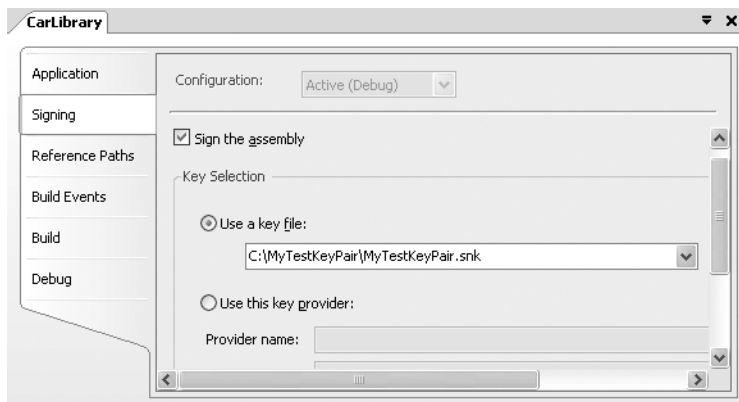 CarLibrary
Application
Signing
Reference Paths
Build Events
Build
Debug
Configuration:
Active (Debug)
Sign the assembly
Key Selection
Use a key file:
C:\MyTestKeyPair\MyTestKeyPair.snk
Use this key provider:
Provider name: